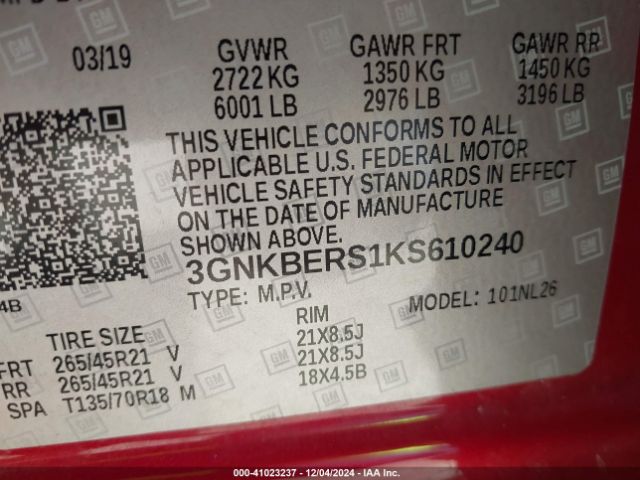 03/19 GVWR GAWR FRT GAWR RR
2722 KG 1350 KG 1450 KG
6001 LB 2976 LB 3196 LB
THIS VEHICLE CONFORMS TO ALL
APPLICABLE U.S. FEDERAL MOTOR
VEHICLE SAFETY STANDARDS IN EFFECT
ON THE DATE OF MANUFACTURE
SHOWN ABOVE.
3GNKBERS1KS610240
TYPE: M.P.V. MODEL: 101NL26
4B
TIRE SIZE RIM
FRT 265/45R21 V 21X8.5J
RR 265/45R21 V 21X8.5J
SPA T135/70R18 M 18X4.5B
GM
000-41023237 - 12/04/2024 - IAA Inc.